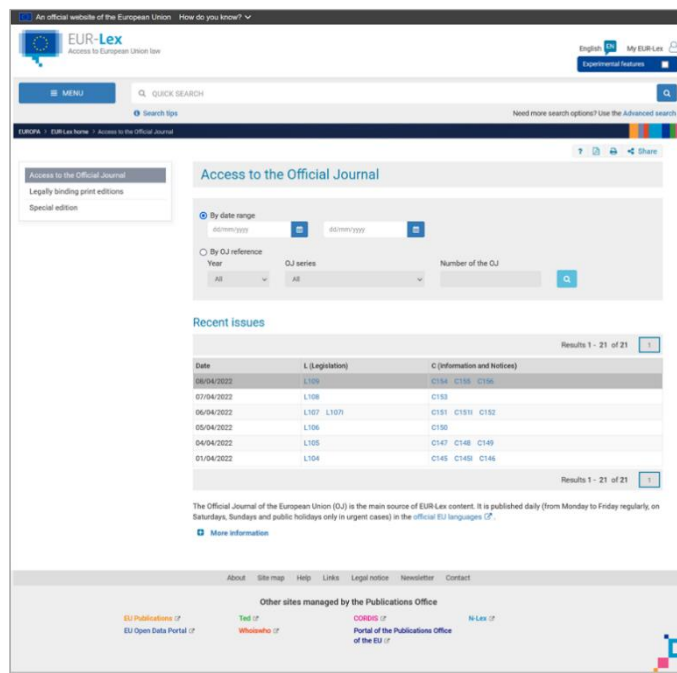 An official website of the European Union How do you know?
EUR-Lex
Access to European Union law
English EN My EUR-Lex
Experimental features
MENU
QUICK SEARCH
Search tips
Need more search options? Use the Advanced search
EUROPA > EUR-Lex home > Access to the Official Journal
? Share
Access to the Official Journal
Legally binding print editions
Special edition
Access to the Official Journal
By date range
dd/mm/yyyy dd/mm/yyyy
By OJ reference
Year OJ series Number of the OJ
All All
Recent issues
Results 1 - 21 of 21 1
Date L (Legislation) C (Information and Notices)
08/04/2022 L109 C154 C155 C156
07/04/2022 L108 C153
06/04/2022 L107 L107I C151 C151I C152
05/04/2022 L106 C150
04/04/2022 L105 C147 C148 C149
01/04/2022 L104 C145 C145I C146
Results 1 - 21 of 21 1
The Official Journal of the European Union (OJ) is the main source of EUR-Lex content. It is published daily (from Monday to Friday regularly, on
Saturdays, Sundays and public holidays only in urgent cases) in the official EU languages .
More information
About Site map Help Links Legal notice Newsletter Contact
Other sites managed by the Publications Office
EU Publications Ted CORDIS N-Lex
EU Open Data Portal Whoiswho Portal of the Publications Office
of the EU